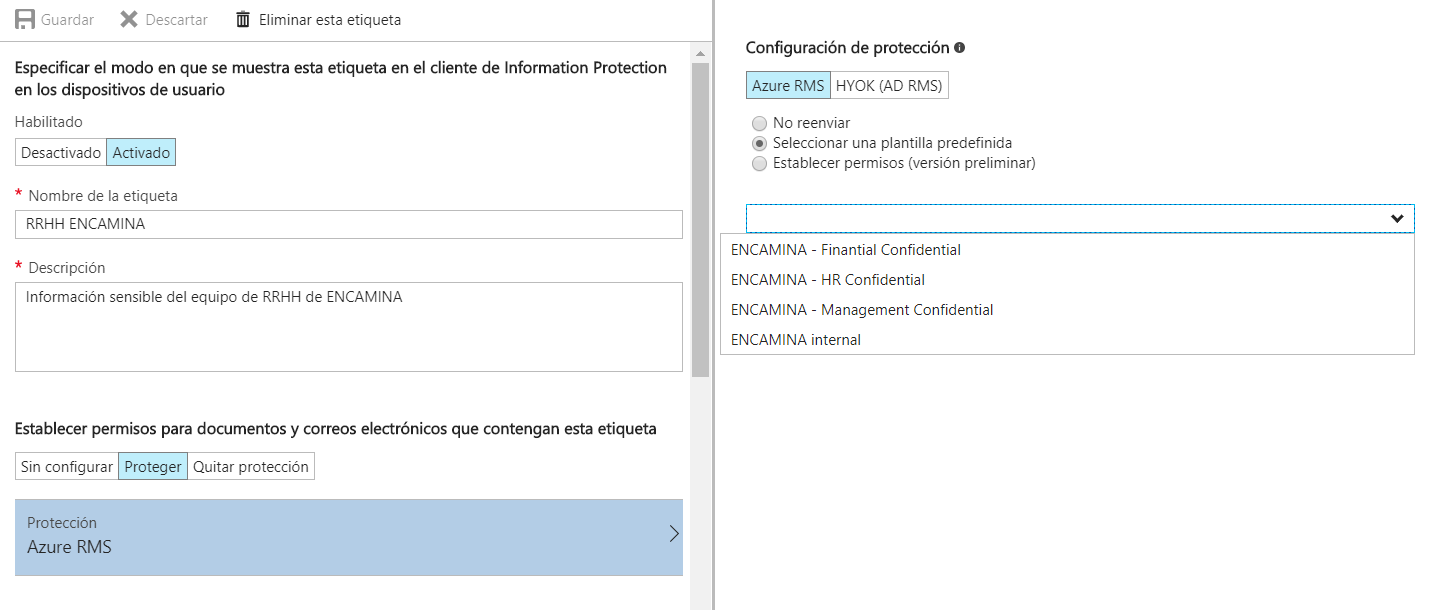 Guardar Descartar Eliminar esta etiqueta
Especificar el modo en que se muestra esta etiqueta en el cliente de Information Protection
en los dispositivos de usuario
Habilitado
Desactivado Activado
* Nombre de la etiqueta
RRHH ENCAMINA
* Descripción
Información sensible del equipo de RRHH de ENCAMINA
Establecer permisos para documentos y correos electrónicos que contengan esta etiqueta
Sin configurar Proteger Quitar protección
Protección
Azure RMS
Configuración de protección
Azure RMS HYOK (AD RMS)
No reenviar
Seleccionar una plantilla predefinida
Establecer permisos (versión preliminar)
ENCAMINA - Finantial Confidential
ENCAMINA - HR Confidential
ENCAMINA - Management Confidential
ENCAMINA internal